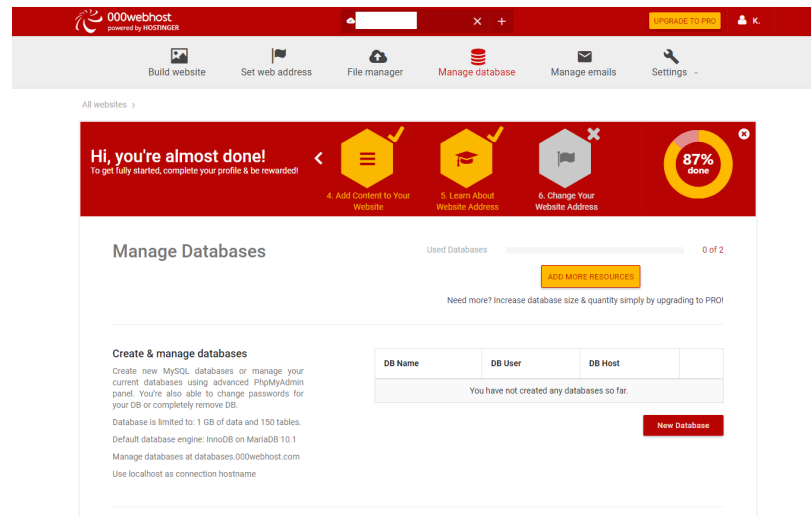 000webhost
powered by HOSTINGER
UPGRADE TO PRO
K.
Build website
Set web address
File manager
Manage database
Manage emails
Settings
All websites >
Hi, you're almost done!
To get fully started, complete your profile & be rewarded!
4. Add Content to Your
Website
5. Learn About
Website Address
6. Change Your
Website Address
87%
done
Manage Databases
Used Databases
0 of 2
ADD MORE RESOURCES
Need more? Increase database size & quantity simply by upgrading to PRO!
Create & manage databases
Create new MySQL databases or manage your
current databases using advanced PhpMyAdmin
panel. You're also able to change passwords for
your DB or completely remove DB.
Database is limited to: 1 GB of data and 150 tables.
Default database engine: InnoDB on MariaDB 10.1
Manage databases at databases.000webhost.com
Use localhost as connection hostname
DB Name DB User DB Host
You have not created any databases so far.
New Database